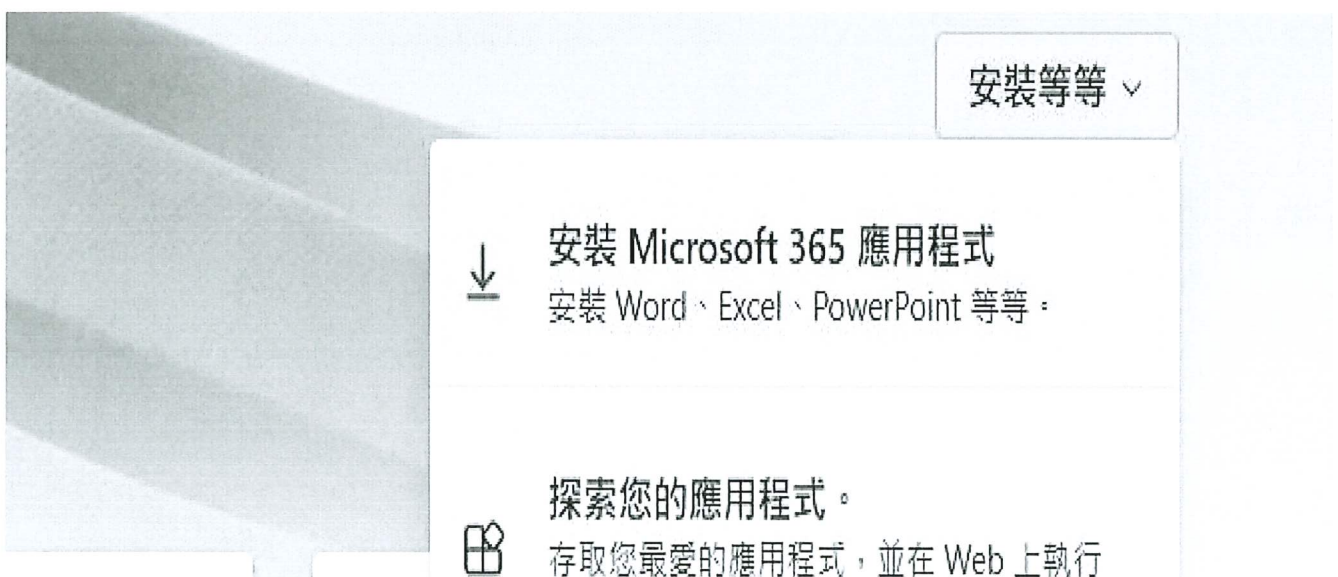 安裝等等
安裝 Microsoft 365 應用程式
安裝 Word、Excel、PowerPoint 等等。
探索您的應用程式。
存取您最愛的應用程式，並在 Web 上執行